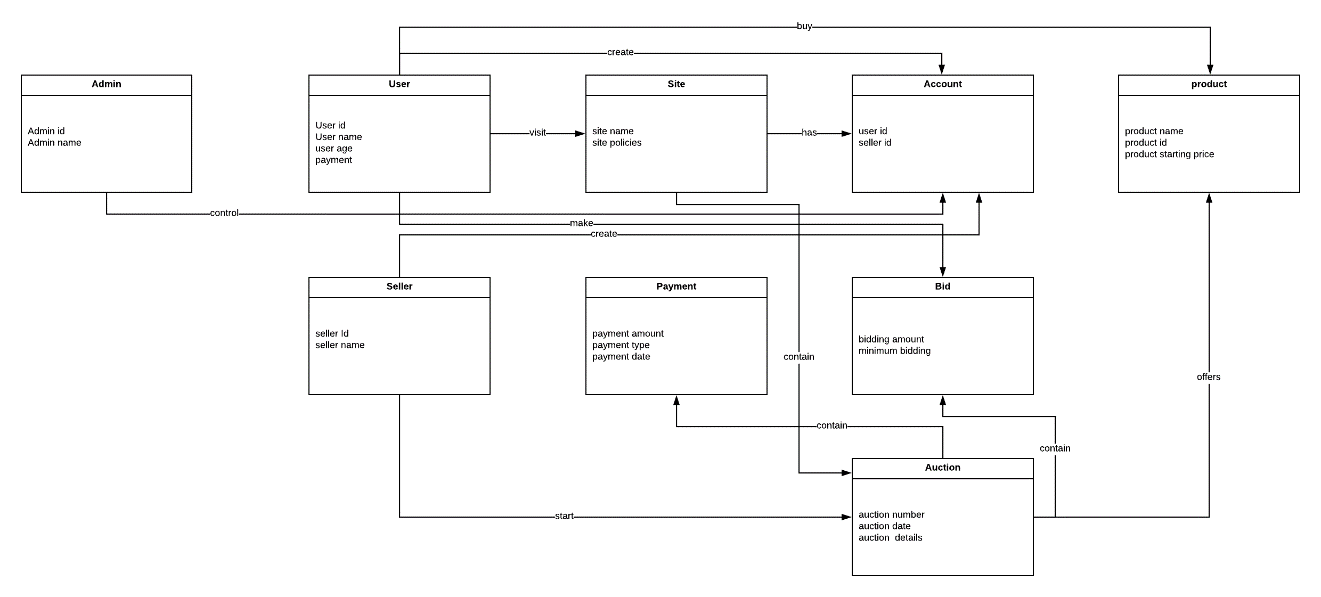 buy
create
Admin
Admin id
Admin name
User
User id
User name
user age
payment
visit
Site
site name
site policies
has
Account
user id
seller id
product
product name
product id
product starting price
control
make
create
Seller
seller Id
seller name
Payment
payment amount
payment type
payment date
contain
Bid
bidding amount
minimum bidding
offers
contain
contain
Auction
auction number
auction date
auction details
start